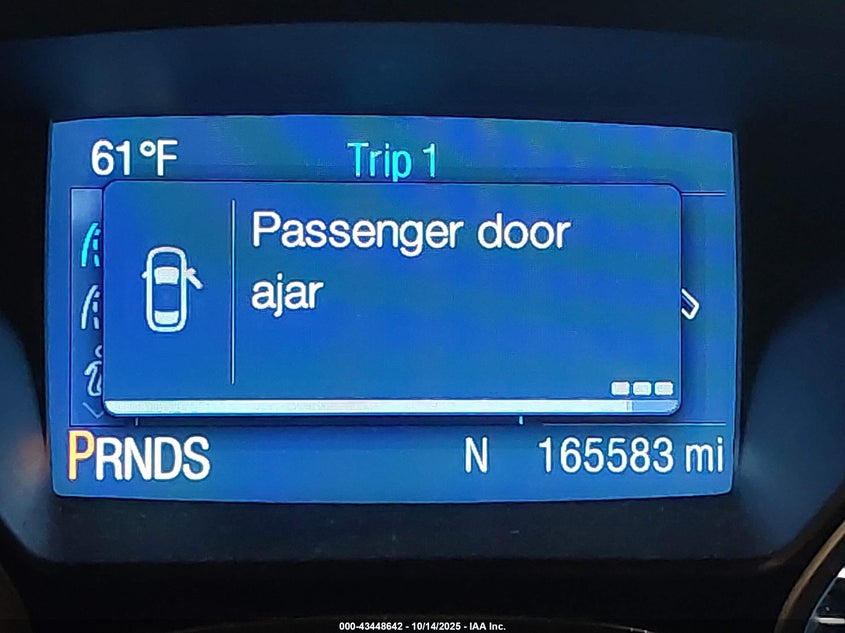 61°F Trip 1
Passenger door
ajar
PRNDS N 165583 mi
000-43448642 - 10/14/2025 - IAA Inc.